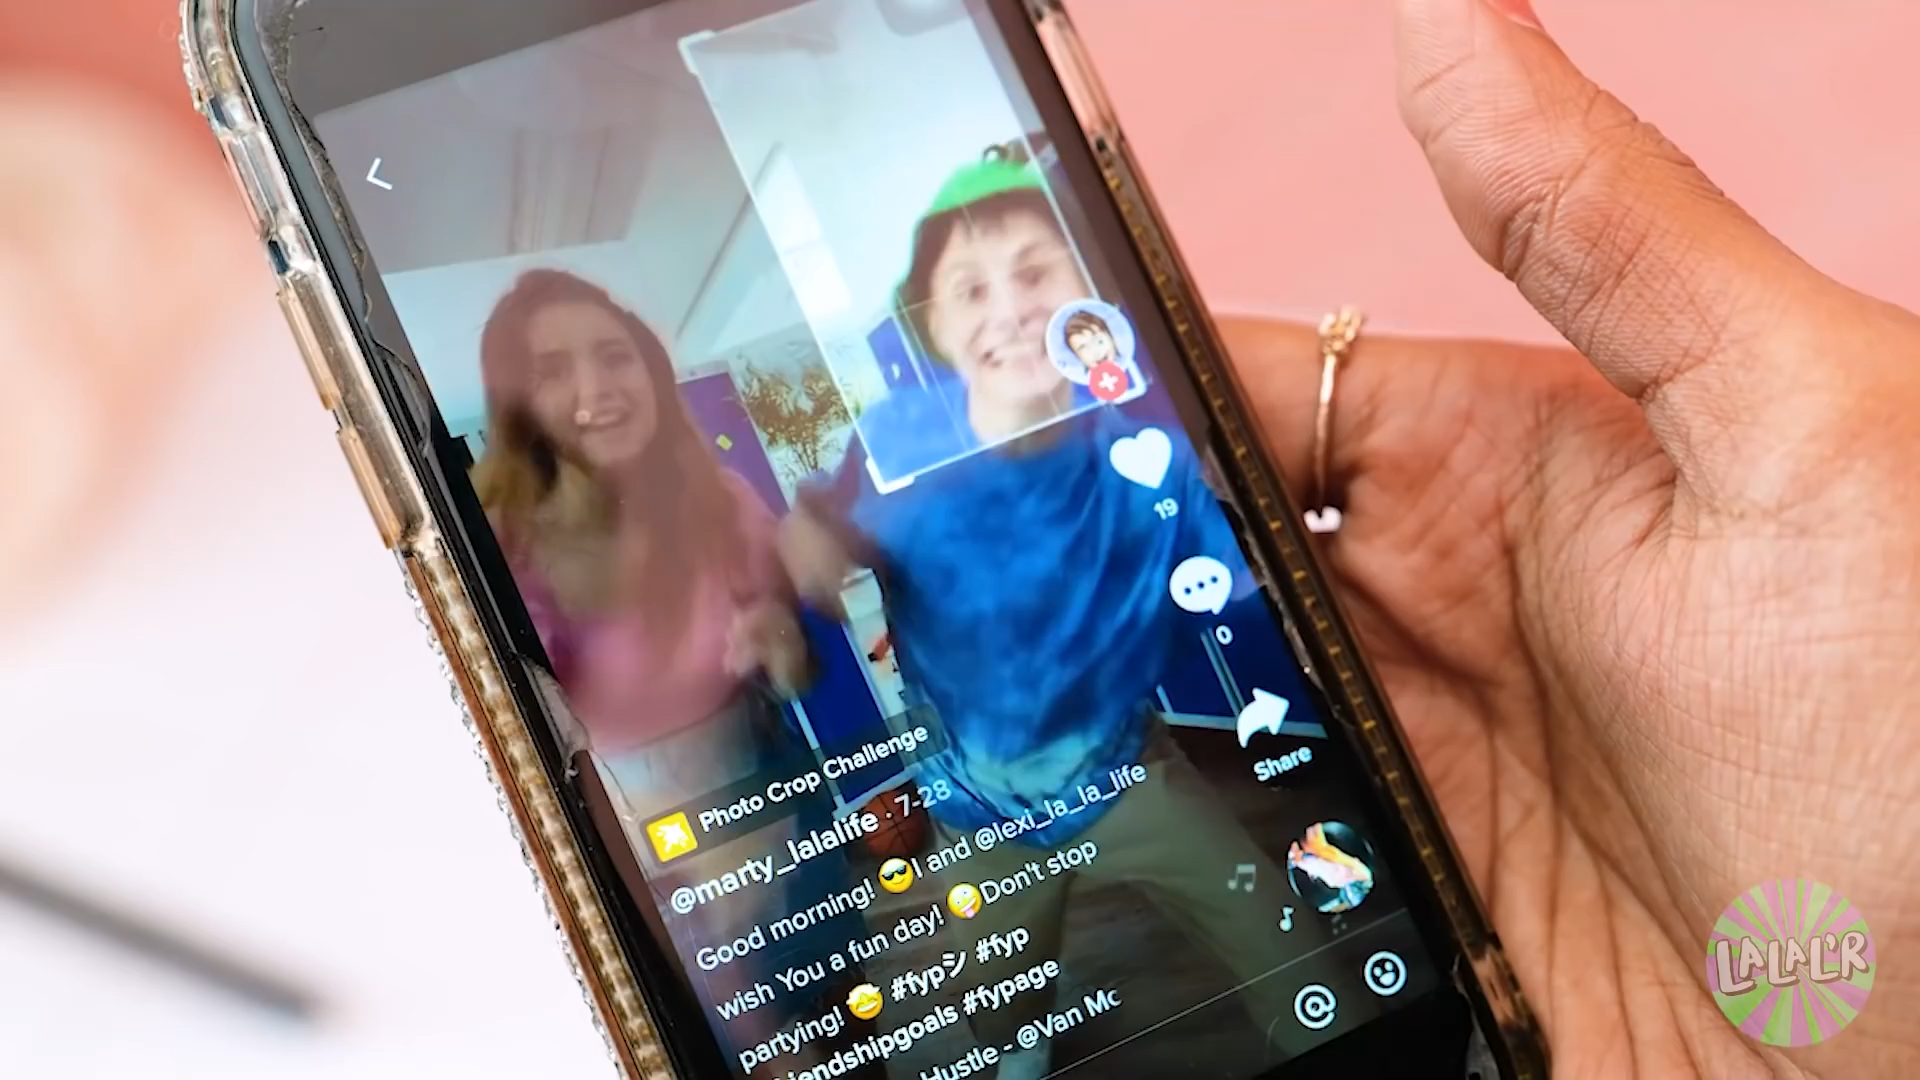 19
0
Share
Photo Crop Challenge
@marty_lalalife · 7-28
Good morning! 😎I and @lexi_la_la_life
wish You a fun day! 🤪Don't stop
partying! 🤩 #fypシ #fyp
#fypage
Hustle - @Van Mc
LALAL'R